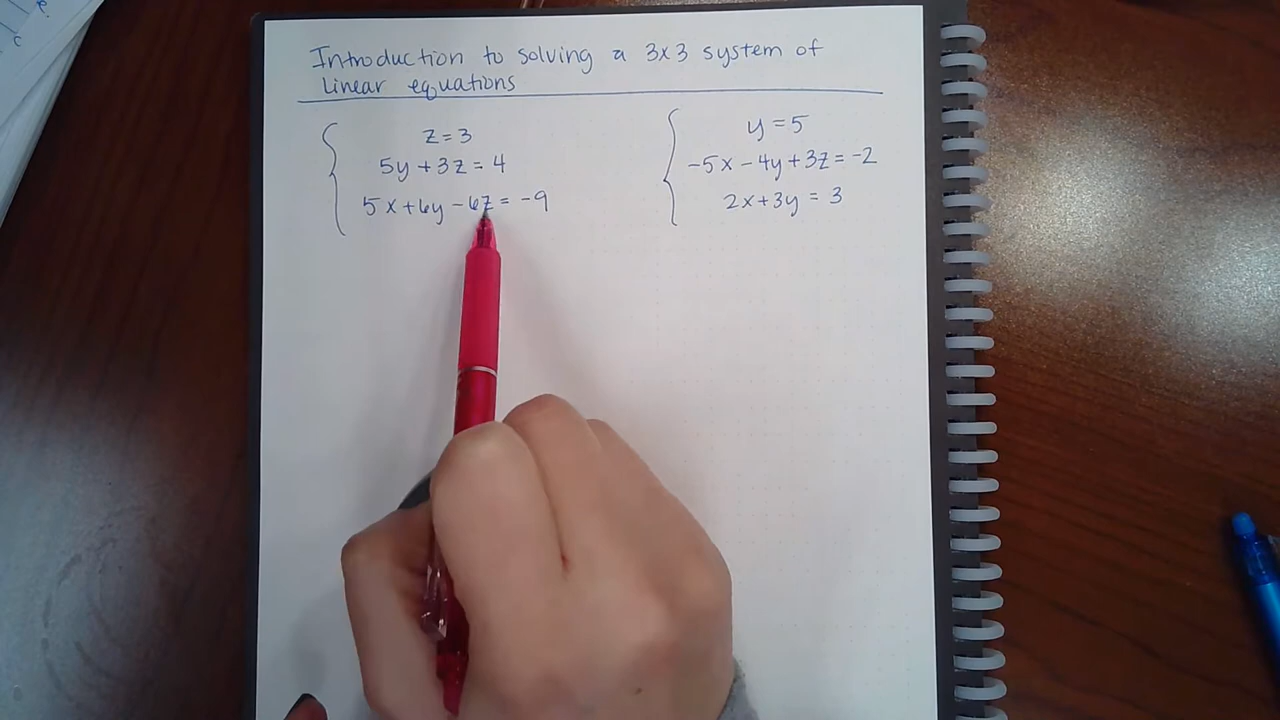 Introduction to solving a 3x3 system of
linear equations
z = 3
5y + 3z = 4
5x + 6y - 6z = -9
y = 5
-5x - 4y + 3z = -2
2x + 3y = 3